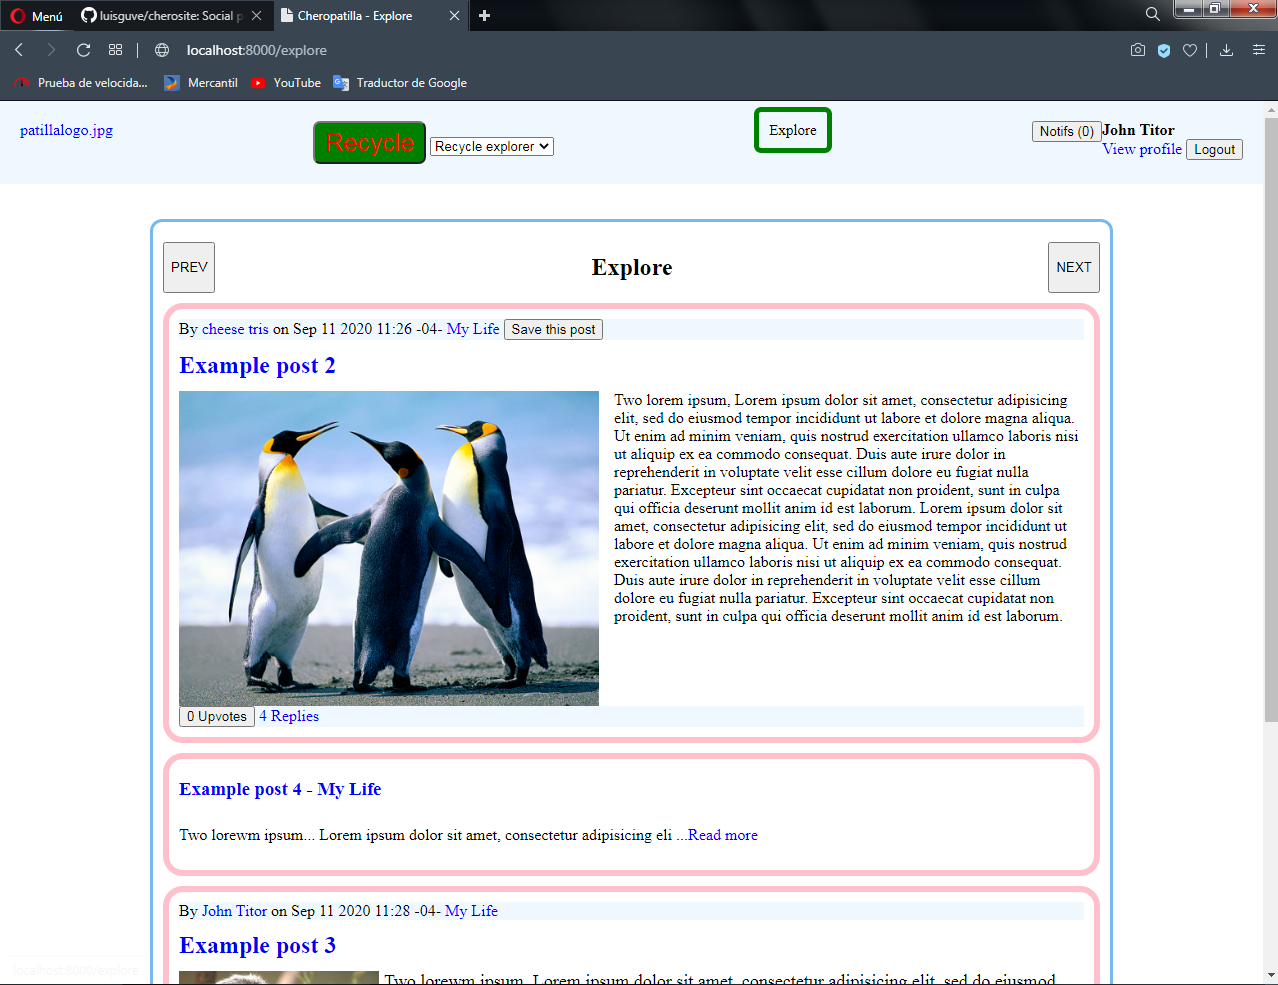 Menú
luisguve/cherosite: Social p
Cheropatilla - Explore
localhost:8000/explore
Prueba de velocida...
Mercantil
YouTube
Traductor de Google
patillalogo.jpg
Recycle
Recycle explorer
Explore
Notifs (0)
John Titor
View profile
Logout
PREV
Explore
NEXT
By cheese tris on Sep 11 2020 11:26 -04- My Life Save this post
Example post 2
Two lorem ipsum, Lorem ipsum dolor sit amet, consectetur adipisicing
elit, sed do eiusmod tempor incididunt ut labore et dolore magna aliqua.
Ut enim ad minim veniam, quis nostrud exercitation ullamco laboris nisi
ut aliquip ex ea commodo consequat. Duis aute irure dolor in
reprehenderit in voluptate velit esse cillum dolore eu fugiat nulla
pariatur. Excepteur sint occaecat cupidatat non proident, sunt in culpa
qui officia deserunt mollit anim id est laborum. Lorem ipsum dolor sit
amet, consectetur adipisicing elit, sed do eiusmod tempor incididunt ut
labore et dolore magna aliqua. Ut enim ad minim veniam, quis nostrud
exercitation ullamco laboris nisi ut aliquip ex ea commodo consequat.
Duis aute irure dolor in reprehenderit in voluptate velit esse cillum
dolore eu fugiat nulla pariatur. Excepteur sint occaecat cupidatat non
proident, sunt in culpa qui officia deserunt mollit anim id est laborum.
0 Upvotes 4 Replies
Example post 4 - My Life
Two lorewm ipsum... Lorem ipsum dolor sit amet, consectetur adipisicing eli ...Read more
By John Titor on Sep 11 2020 11:28 -04- My Life
Example post 3
Two lorewm ipsum, Lorem ipsum dolor sit amet, consectetur adipisicing elit, sed do eiusmod
localhost:8000/explore